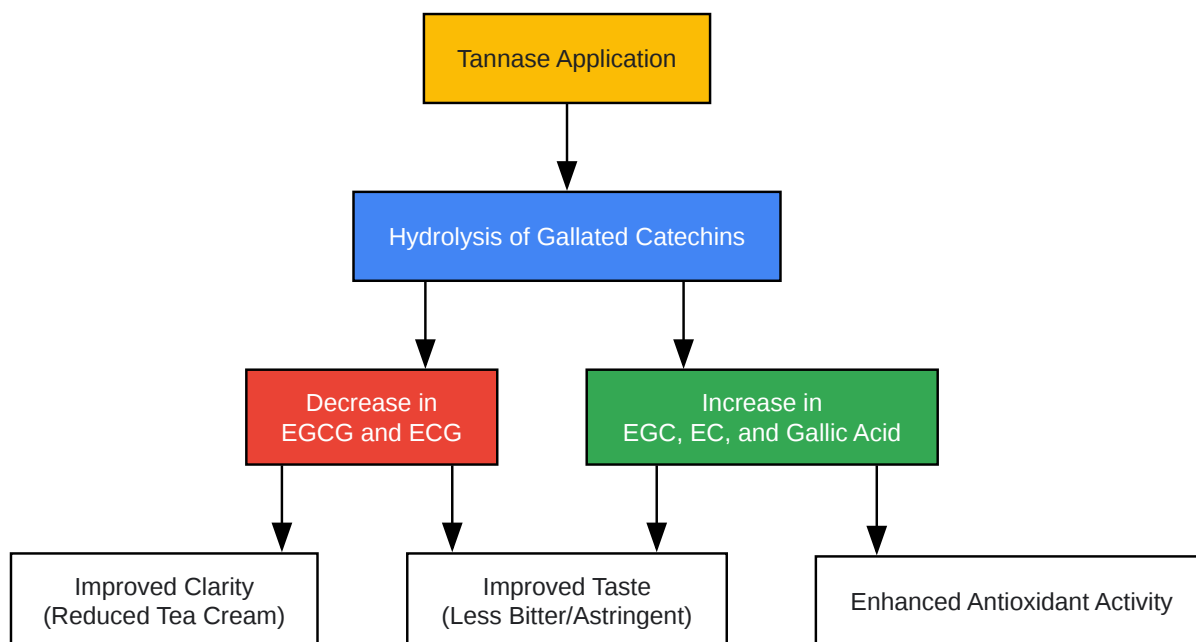 Tannase Application
Hydrolysis of Gallated Catechins
Decrease in
EGCG and ECG
Increase in
EGC, EC, and Gallic Acid
Improved Clarity
(Reduced Tea Cream)
Improved Taste
(Less Bitter/Astringent)
Enhanced Antioxidant Activity